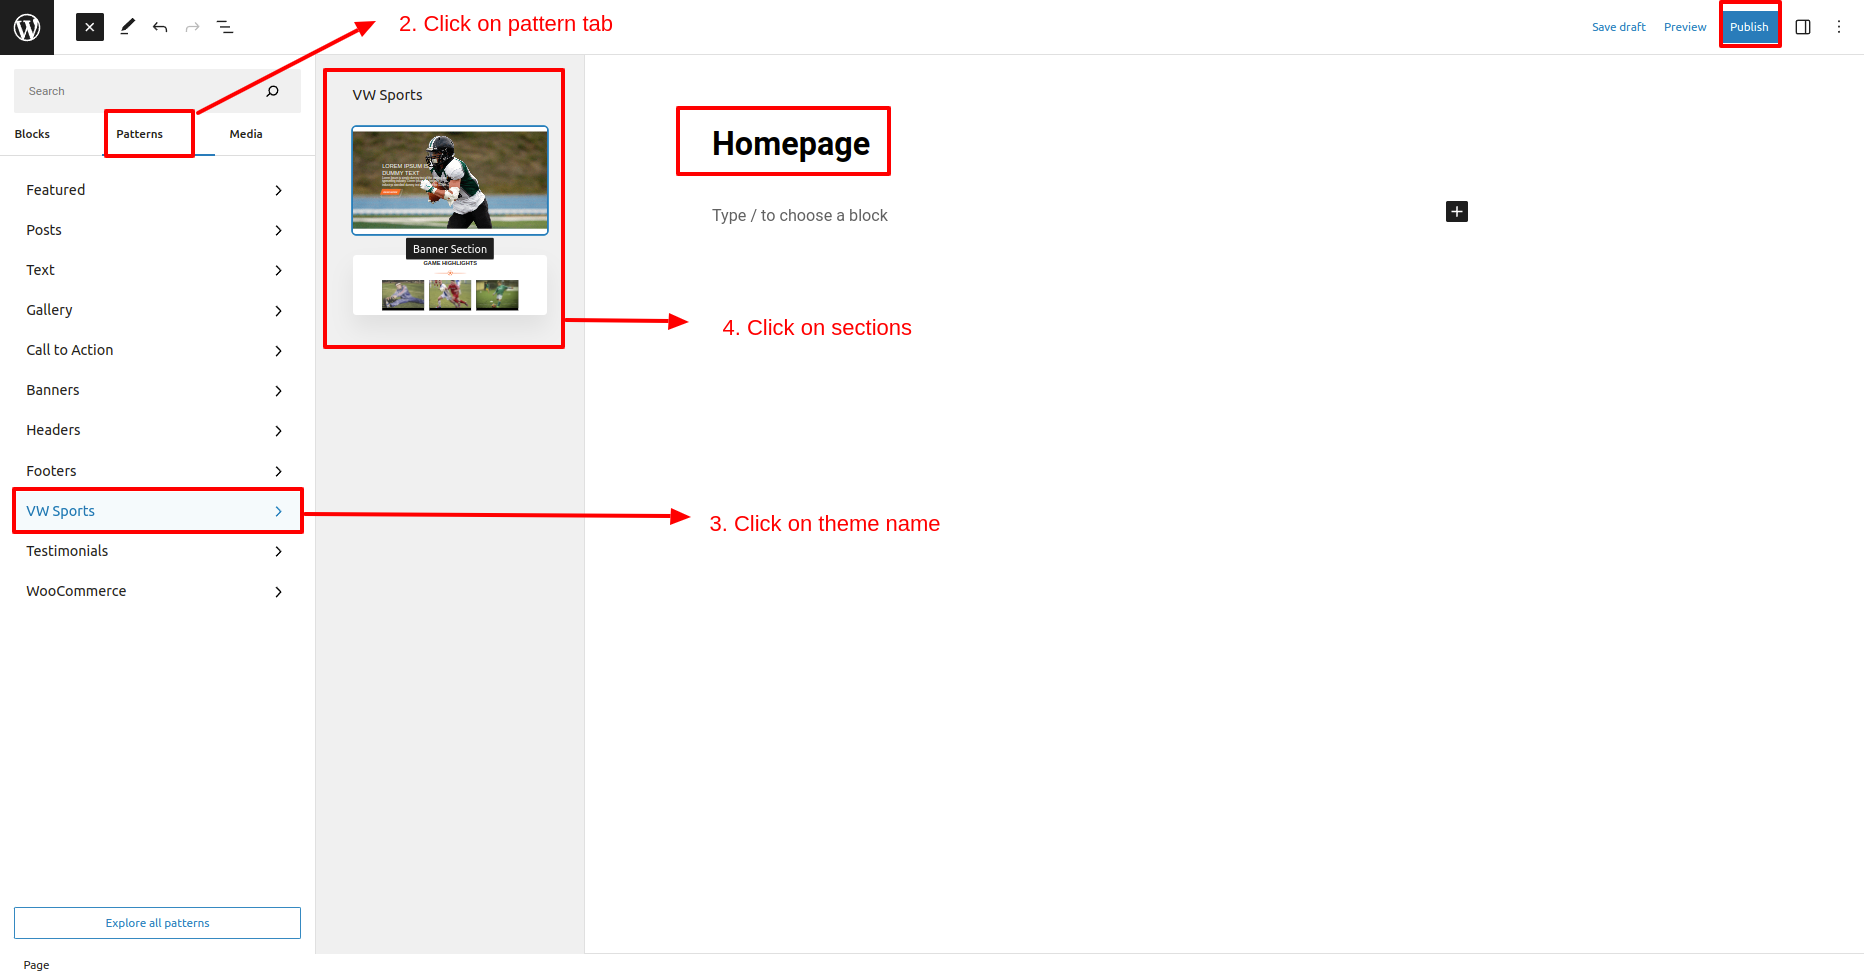 2. Click on pattern tab
Save draft
Preview
Publish
Search
Blocks
Patterns
Media
Featured
Posts
Text
Gallery
Call to Action
Banners
Headers
Footers
VW Sports
Testimonials
WooCommerce
Explore all patterns
Page
VW Sports
LOREM IPSUM IS
DUMMY TEXT
Banner Section
GAME HIGHLIGHTS
Homepage
Type / to choose a block
4. Click on sections
3. Click on theme name